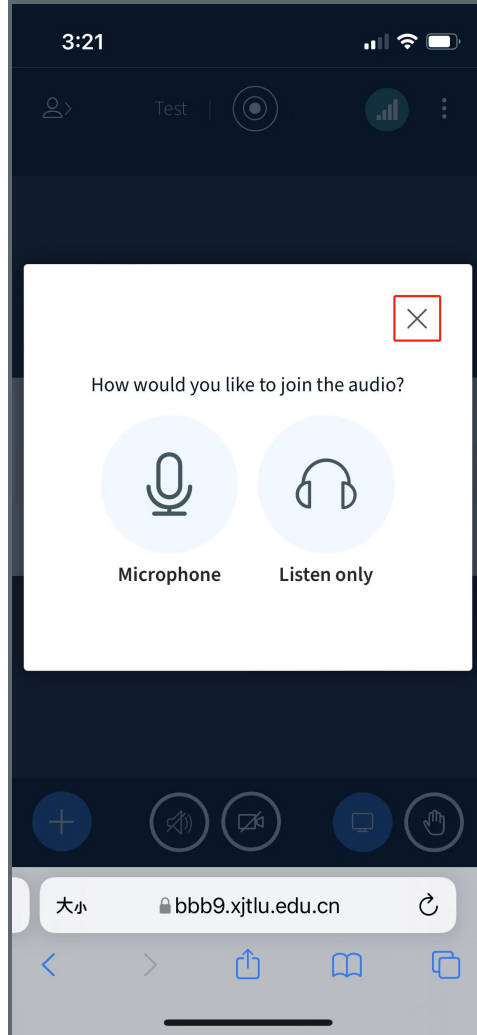 3:21
Test
How would you like to join the audio?
Microphone
Listen only
大小
bbb9.xjtlu.edu.cn